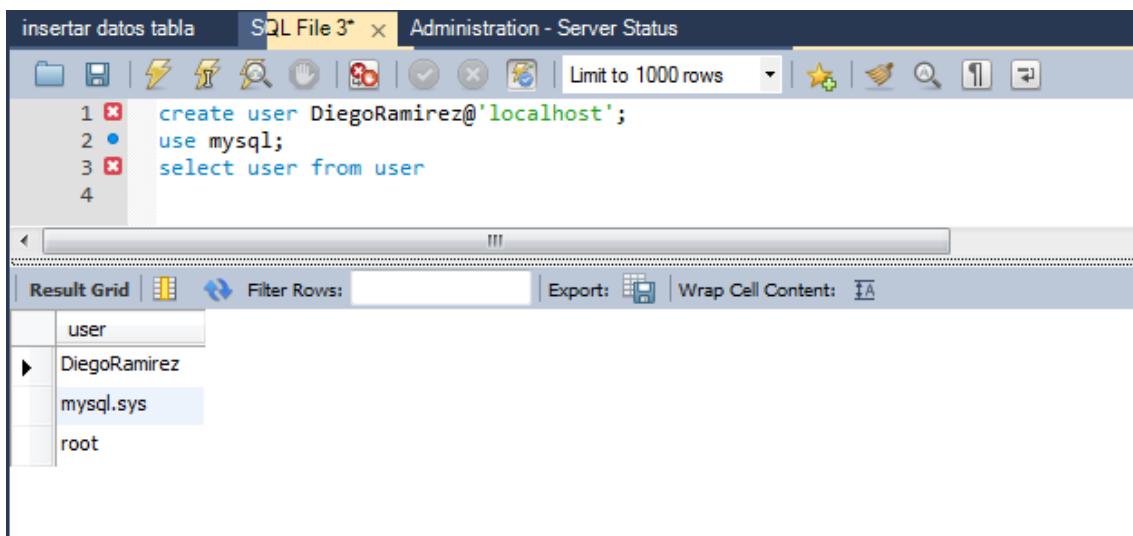 insertar datos tabla SQL File 3* × Administration - Server Status
Limit to 1000 rows
1 create user DiegoRamirez@'localhost';
2 use mysql;
3 select user from user
4
Result Grid Filter Rows: Export: Wrap Cell Content:
user
DiegoRamirez
mysql.sys
root